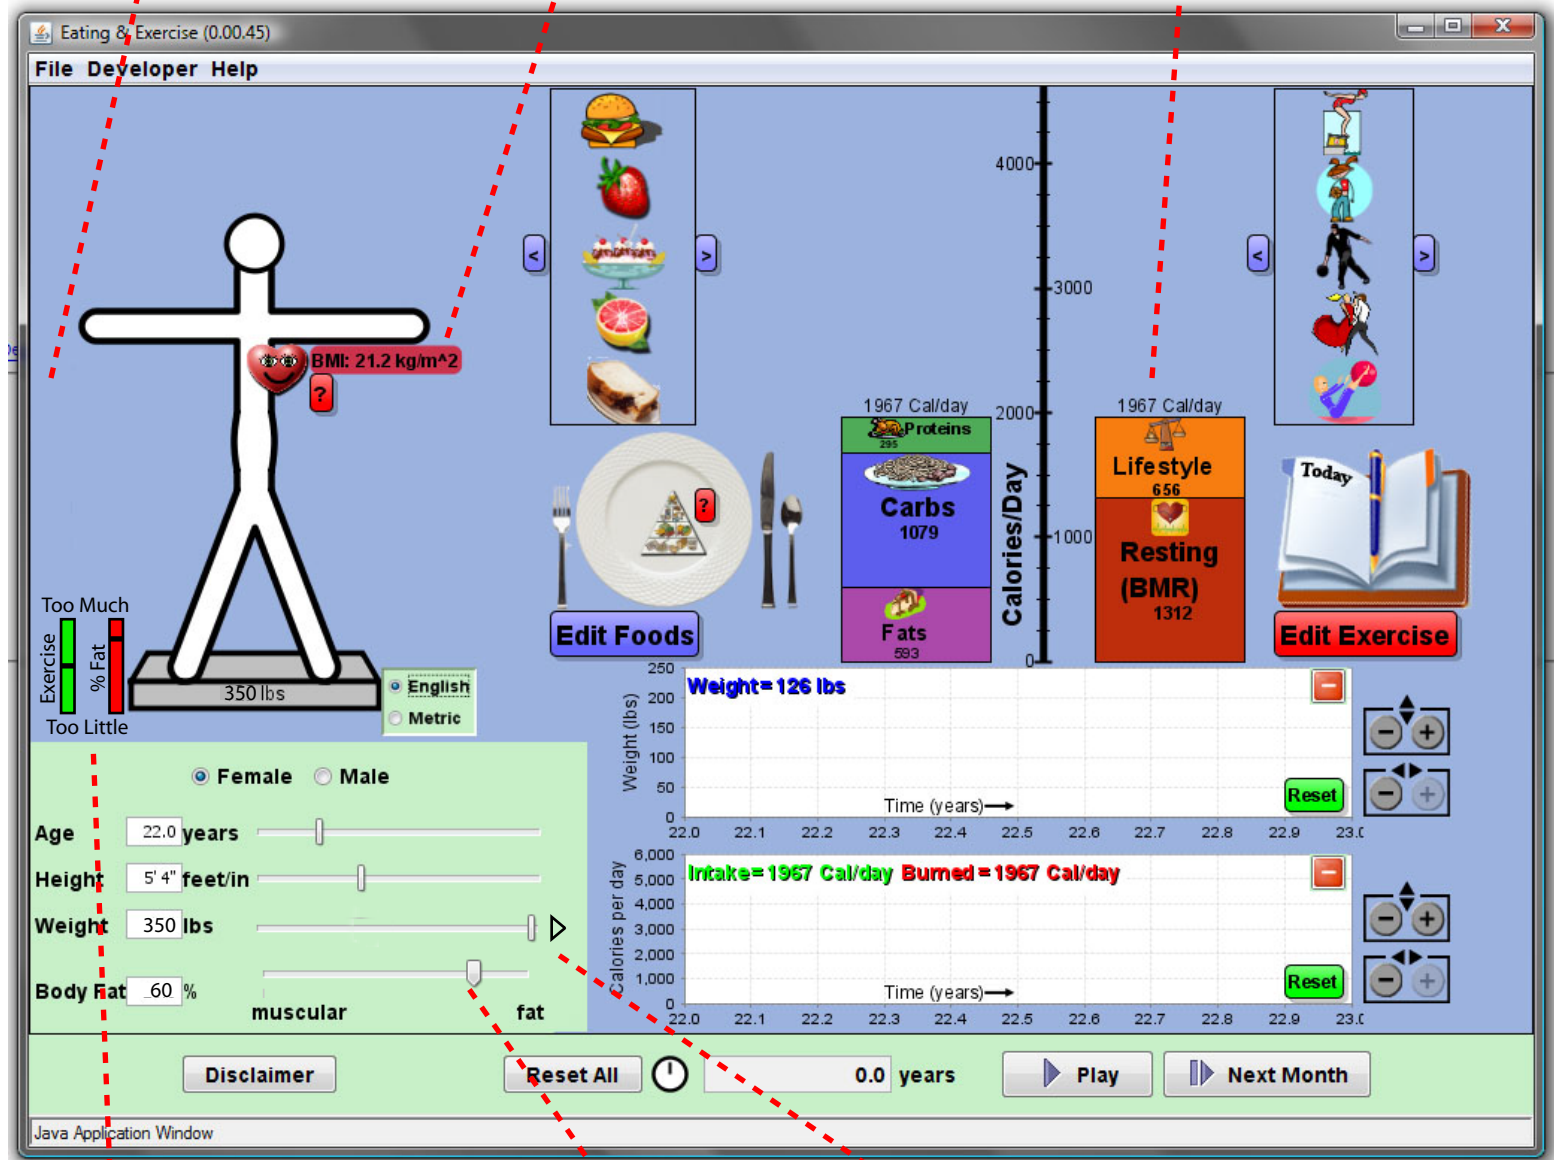 Eating & Exercise (0.00.45)
File Developer Help
4000
3000
2000
1000
0
Calories/Day
BMI: 21.2 kg/m^2
?
<
>
<
>
1967 Cal/day
Proteins
295
Carbs
1079
Fats
593
1967 Cal/day
Lifestyle
656
Resting
(BMR)
1312
Today
?
Edit Foods
Edit Exercise
Too Much
Exercise
% Fat
Too Little
350 lbs
English
Metric
Female Male
Age 22.0 years
Height 5' 4" feet/in
Weight 350 lbs
Body Fat 60 %
muscular fat
Weight (lbs)
250
200
150
100
50
0
Weight = 126 lbs
Time (years)
Reset
22.0 22.1 22.2 22.3 22.4 22.5 22.6 22.7 22.8 22.9 23.
Calories per day
6,000
5,000
4,000
3,000
2,000
1,000
0
Intake= 1967 Cal/day Burned = 1967 Cal/day
Time (years)
Reset
22.0 22.1 22.2 22.3 22.4 22.5 22.6 22.7 22.8 22.9 23.
Disclaimer
Reset All
0.0 years
Play
Next Month
Java Application Window